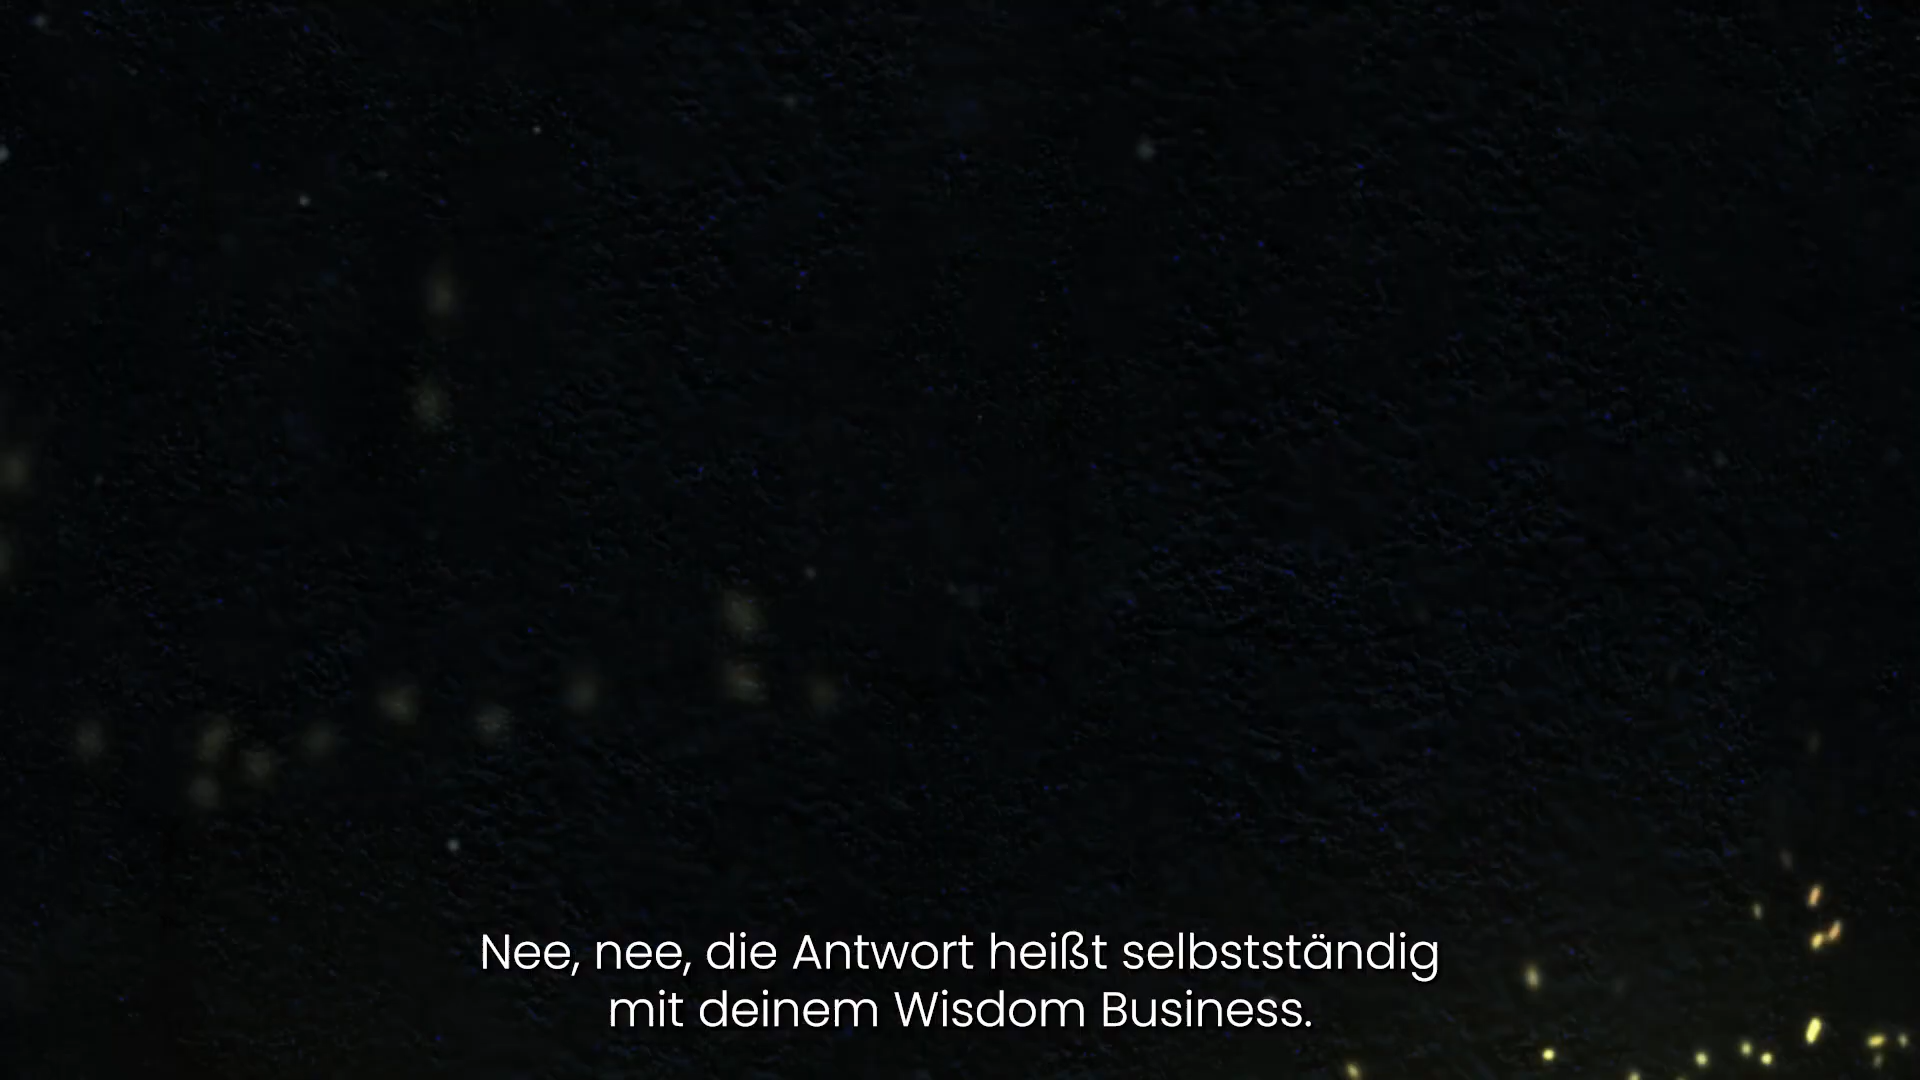 Nee, nee, die Antwort heißt selbstständig
mit deinem Wisdom Business.